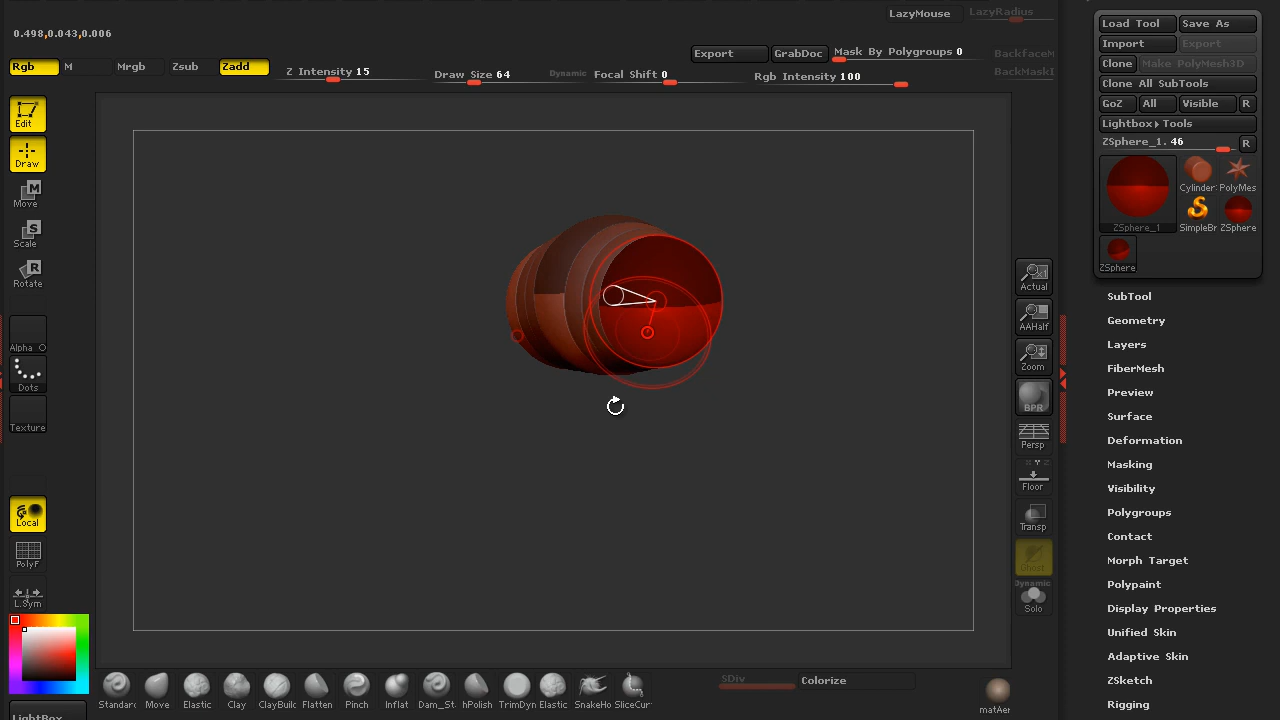 LazyMouse
LazyRadius
0.498,0.043,0.006
Export
GrabDoc
Mask By Polygroups 0
BackfaceM
BackMaskI
Rgb
M
Mrgb
Zsub
Zadd
Z Intensity 15
Draw Size 64
Dynamic
Focal Shift 0
Rgb Intensity 100
Edit
Draw
Move
Scale
Rotate
Alpha O
Dots
Texture
Local
PolyF
L.Sym
LightBox
Actual
AAHalf
Zoom
BPR
Persp
Floor
Transp
Ghost
Dynamic
Solo
Standard
Move
Elastic
Clay
ClayBuilc
Flatten
Pinch
Inflat
Dam_St
hPolish
TrimDyn
Elastic
SnakeHo
SliceCur
SDiv
Colorize
matAer
Load Tool
Save As
Import
Export
Clone
Make PolyMesh3D
Clone All SubTools
GoZ
All
Visible
R
Lightbox▸Tools
ZSphere_1. 46
R
ZSphere_1
Cylinder:
PolyMes
SimpleBr
ZSphere
ZSphere
SubTool
Geometry
Layers
FiberMesh
Preview
Surface
Deformation
Masking
Visibility
Polygroups
Contact
Morph Target
Polypaint
Display Properties
Unified Skin
Adaptive Skin
ZSketch
Rigging